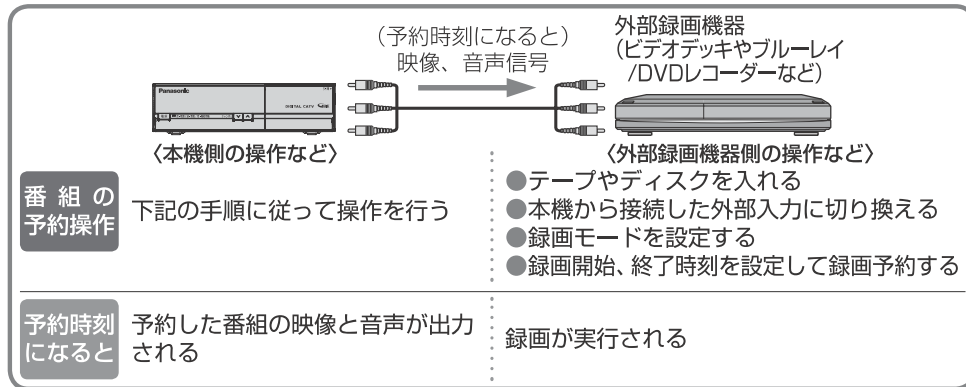 (予約時刻になると)
映像、音声信号
外部録画機器
(ビデオデッキやブルーレイ
/DVDレコーダーなど)
Panasonic
DIGITAL CATV
〈本機側の操作など〉
〈外部録画機器側の操作など〉
番組の
予約操作
下記の手順に従って操作を行う
●テープやディスクを入れる
●本機から接続した外部入力に切り換える
●録画モードを設定する
●録画開始、終了時刻を設定して録画予約する
予約時刻
になると
予約した番組の映像と音声が出力
される
録画が実行される